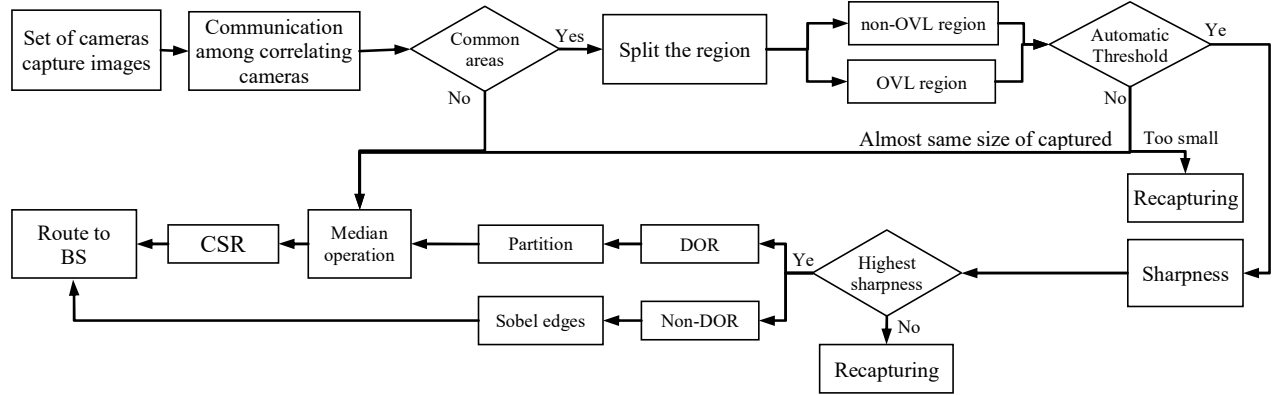 Set of cameras
capture images
Communication
among correlating
cameras
Common
areas
Yes
No
Split the region
non-OVL region
OVL region
Automatic
Threshold
Ye
No
Almost same size of captured
Too small
Recapturing
Route to
BS
CSR
Median
operation
Partition
DOR
Ye
Highest
sharpness
Sharpness
Sobel edges
Non-DOR
No
Recapturing